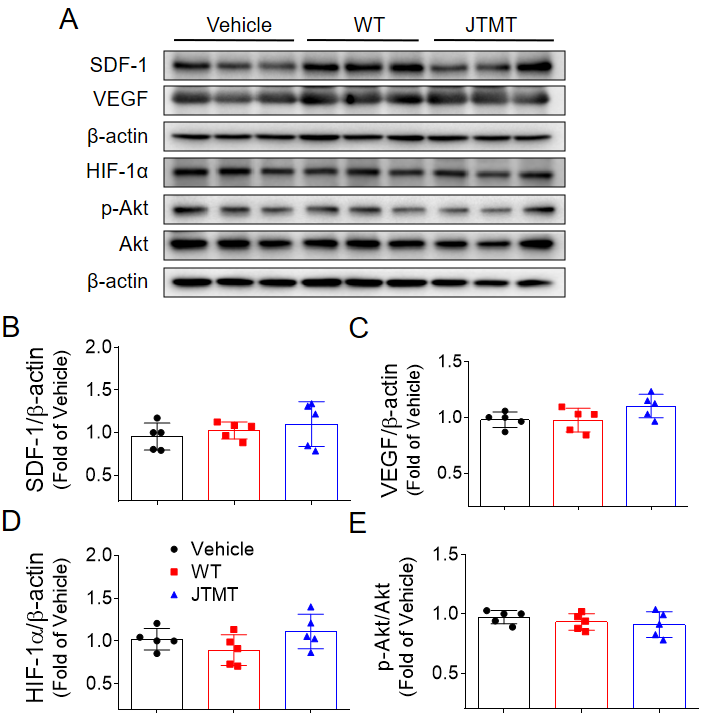 A
Vehicle WT JTMT
SDF-1
VEGF
β-actin
HIF-1α
p-Akt
Akt
β-actin
B
SDF-1/β-actin
(Fold of Vehicle)
2.0
1.5
1.0
0.5
C
VEGF/β-actin
(Fold of Vehicle)
1.5
1.0
0.5
D
HIF-1α/β-actin
(Fold of Vehicle)
2.0
1.5
1.0
0.5
Vehicle
WT
JTMT
E
p-Akt/Akt
(Fold of Vehicle)
1.5
1.0
0.5